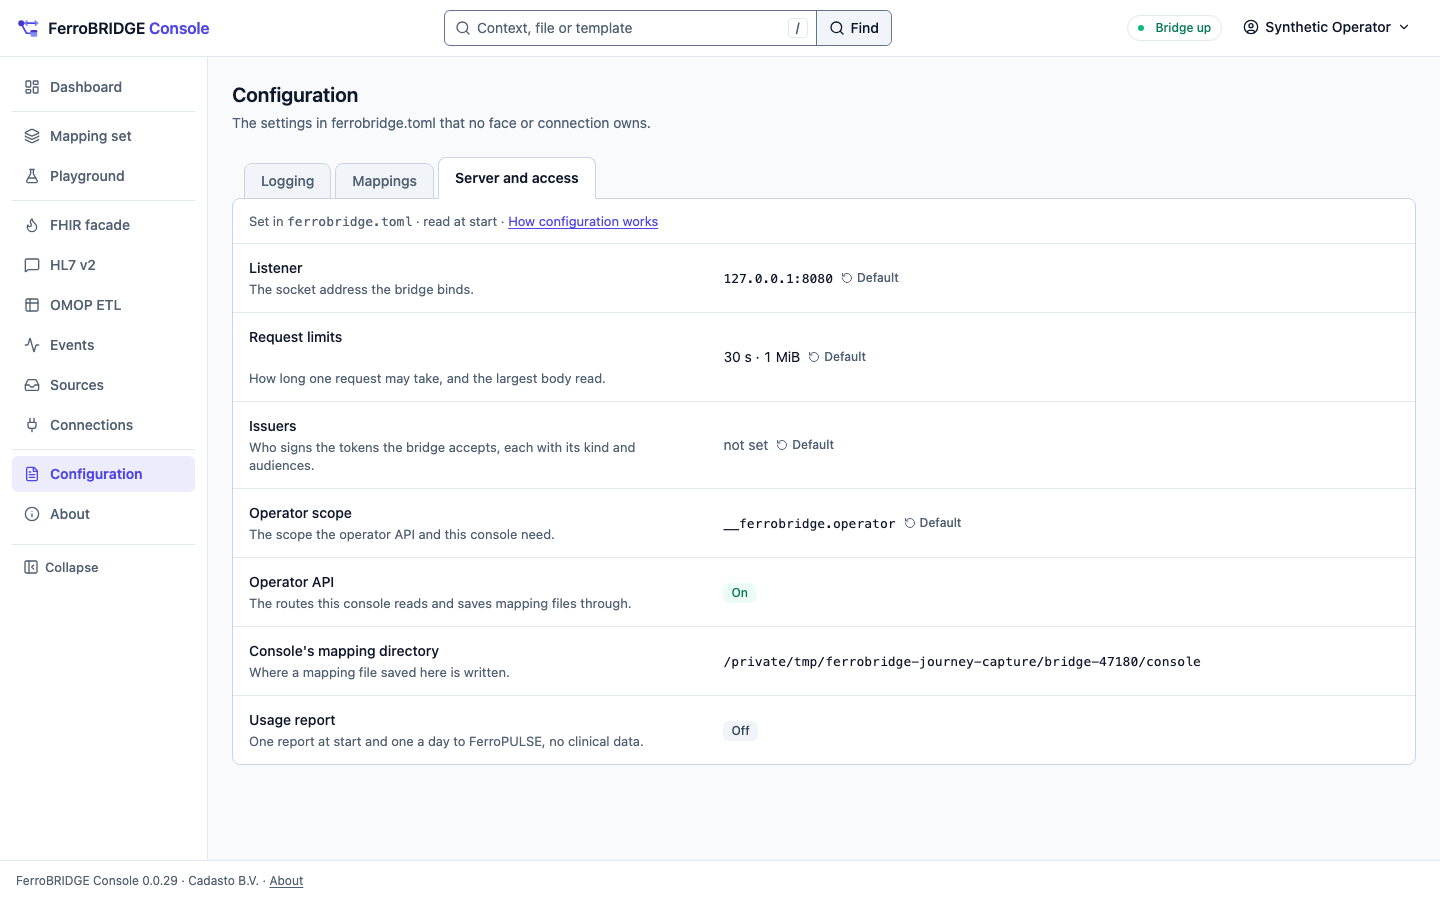 FerroBRIDGE Console
Context, file or template
/
Find
Bridge up
Synthetic Operator
Dashboard
Mapping set
Playground
FHIR facade
HL7 v2
OMOP ETL
Events
Sources
Connections
Configuration
About
Collapse
Configuration
The settings in ferrobridge.toml that no face or connection owns.
Logging
Mappings
Server and access
Set in ferrobridge.toml · read at start · How configuration works
Listener
The socket address the bridge binds.
127.0.0.1:8080 Default
Request limits
How long one request may take, and the largest body read.
30 s · 1 MiB Default
Issuers
Who signs the tokens the bridge accepts, each with its kind and
audiences.
not set Default
Operator scope
The scope the operator API and this console need.
__ferrobridge.operator Default
Operator API
The routes this console reads and saves mapping files through.
On
Console's mapping directory
Where a mapping file saved here is written.
/private/tmp/ferrobridge-journey-capture/bridge-47180/console
Usage report
One report at start and one a day to FerroPULSE, no clinical data.
Off
FerroBRIDGE Console 0.0.29 · Cadasto B.V. · About